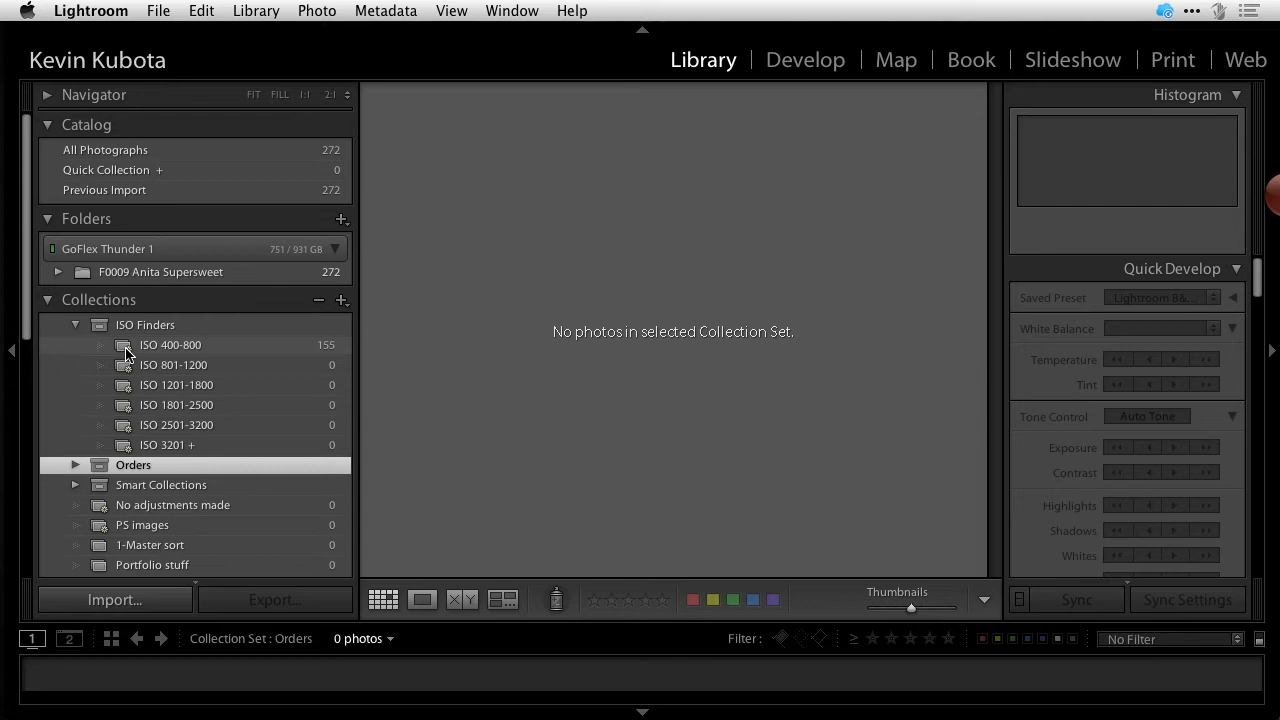 Lightroom File Edit Library Photo Metadata View Window Help
Kevin Kubota
Library | Develop | Map | Book | Slideshow | Print | Web
Navigator FIT FILL 1:1 2:1
Catalog
All Photographs 272
Quick Collection + 0
Previous Import 272
Folders
GoFlex Thunder 1 751 / 931 GB
F0009 Anita Supersweet 272
Collections
ISO Finders
ISO 400-800 155
ISO 801-1200 0
ISO 1201-1800 0
ISO 1801-2500 0
ISO 2501-3200 0
ISO 3201 + 0
Orders
Smart Collections
No adjustments made 0
PS images 0
1-Master sort 0
Portfolio stuff 0
Import... Export...
No photos in selected Collection Set.
Thumbnails
Histogram
Quick Develop
Saved Preset Lightroom B&...
White Balance
Temperature
Tint
Tone Control Auto Tone
Exposure
Contrast
Highlights
Shadows
Whites
Sync Sync Settings
1 2 Collection Set : Orders 0 photos Filter : ≥ No Filter